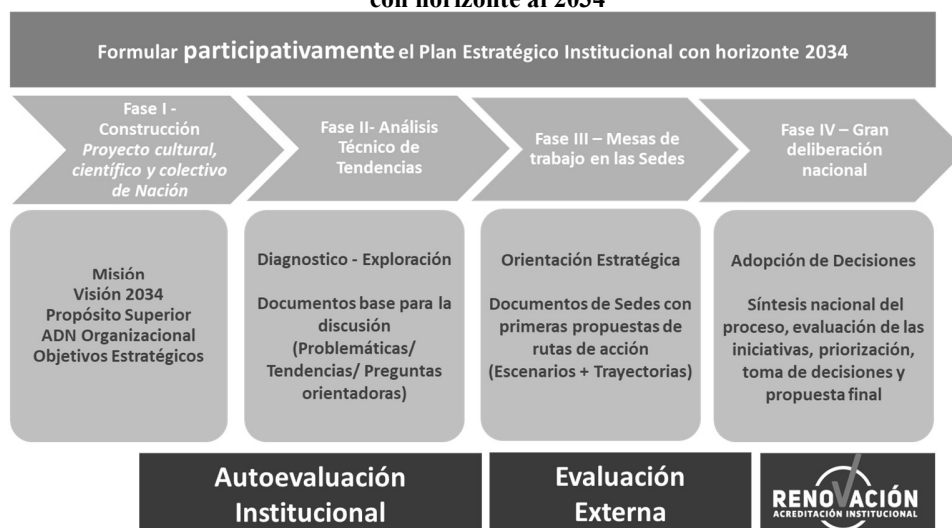 con horizonte al 2034
Formular participativamente el Plan Estratégico Institucional con horizonte 2034
Fase I -
Construcción
Proyecto cultural,
científico y colectivo
de Nación
Fase II- Análisis
Técnico de
Tendencias
Fase III – Mesas de
trabajo en las Sedes
Fase IV – Gran
deliberación
nacional
Misión
Visión 2034
Propósito Superior
ADN Organizacional
Objetivos Estratégicos
Diagnostico - Exploración
Documentos base para la
discusión
(Problemáticas/
Tendencias/ Preguntas
orientadoras)
Orientación Estratégica
Documentos de Sedes con
primeras propuestas de
rutas de acción
(Escenarios + Trayectorias)
Adopción de Decisiones
Síntesis nacional del
proceso, evaluación de las
iniciativas, priorización,
toma de decisiones y
propuesta final
Autoevaluación
Institucional
Evaluación
Externa
RENOVACIÓN
ACREDITACIÓN INSTITUCIONAL